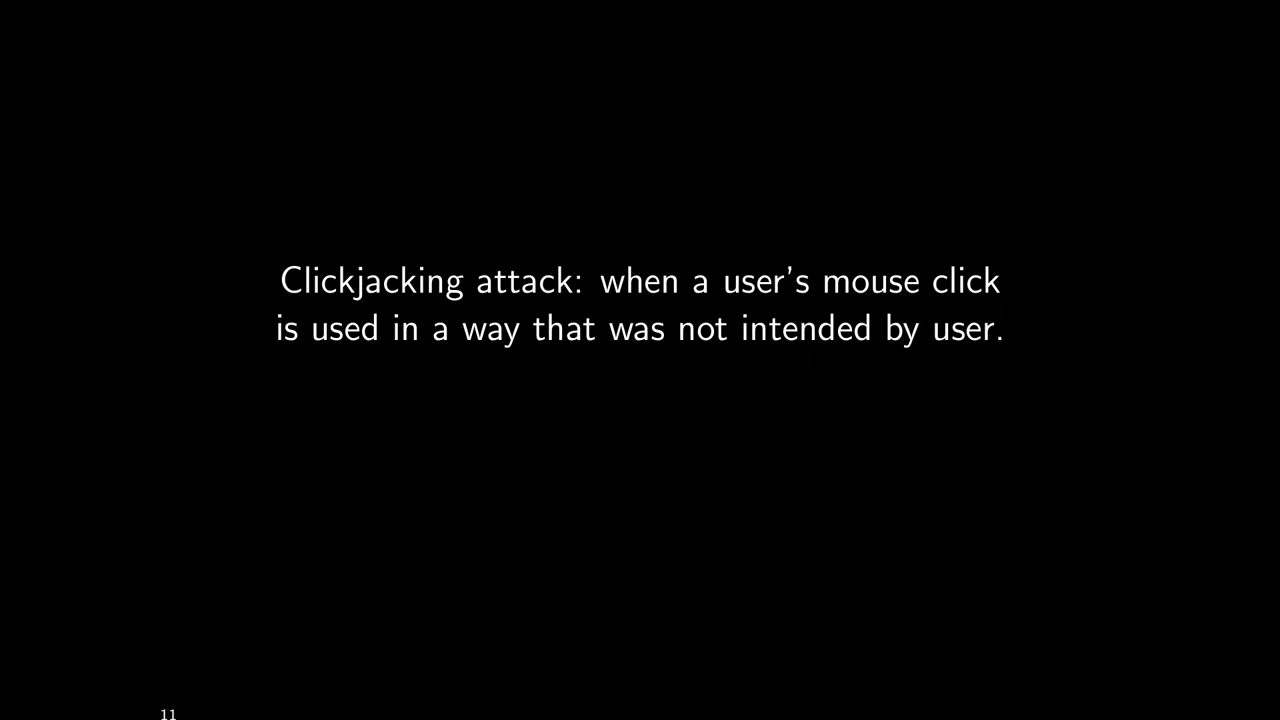 Clickjacking attack: when a user's mouse click
is used in a way that was not intended by user.
11